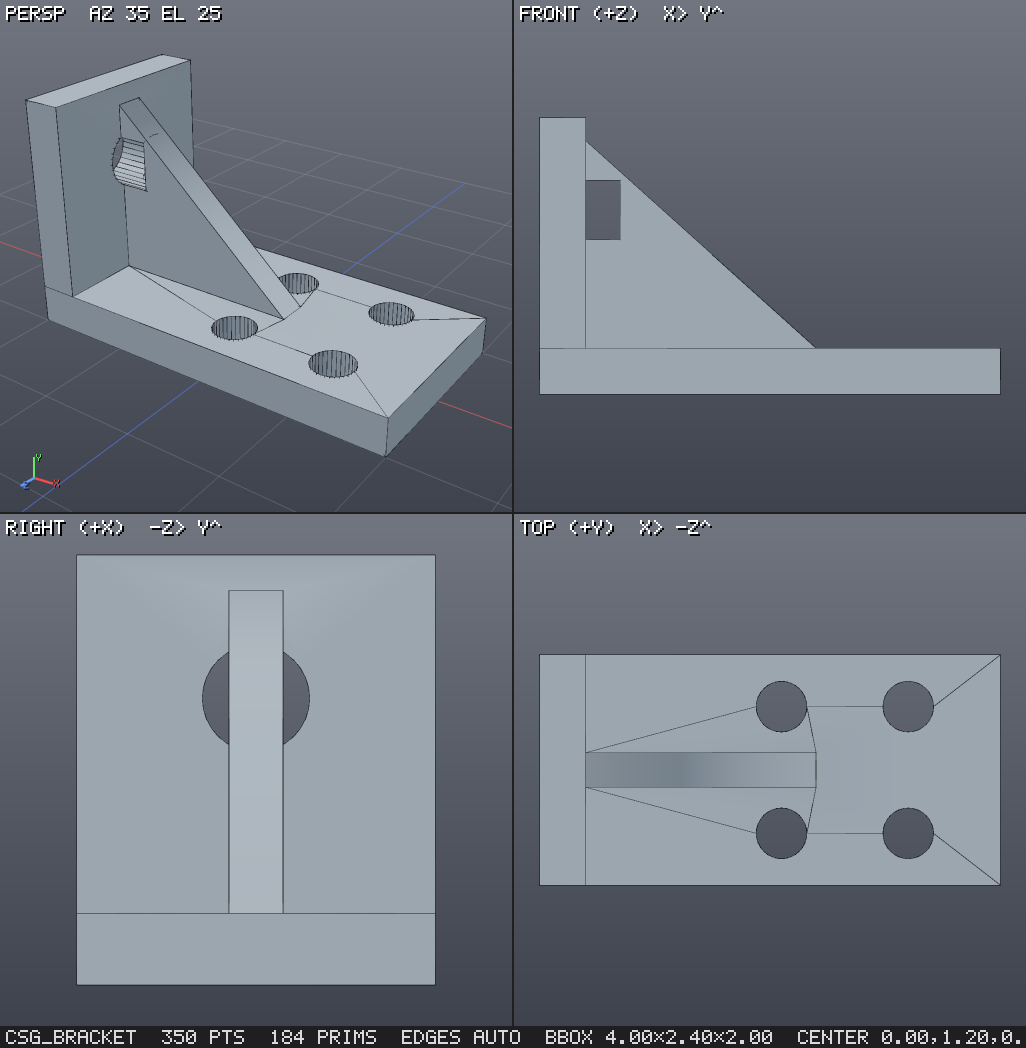 PERSP AZ 35 EL 25
FRONT (+Z) X> Y^
Y
X
Z
RIGHT (+X) -Z> Y^
TOP (+Y) X> -Z^
CSG_BRACKET 350 PTS 184 PRIMS EDGES AUTO BBOX 4.00×2.40×2.00 CENTER 0.00,1.20,0.